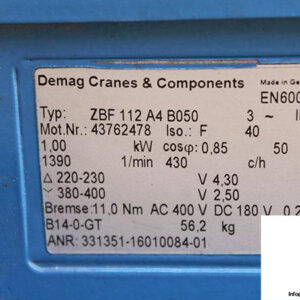 Demag Cranes & Components Made in Ge
EN600
Typ: ZBF 112 A4 B050 3 ~
Mot.Nr.: 43762478 Iso.: F 40
1,00 kW cosφ: 0,85 50
1390 1/min 430 c/h
△ 220-230 V 4,30
Y 380-400 V 2,50
Bremse: 11,0 Nm AC 400 V DC 180 V 0,2
B14-0-GT 56,2 kg
ANR: 331351-16010084-01